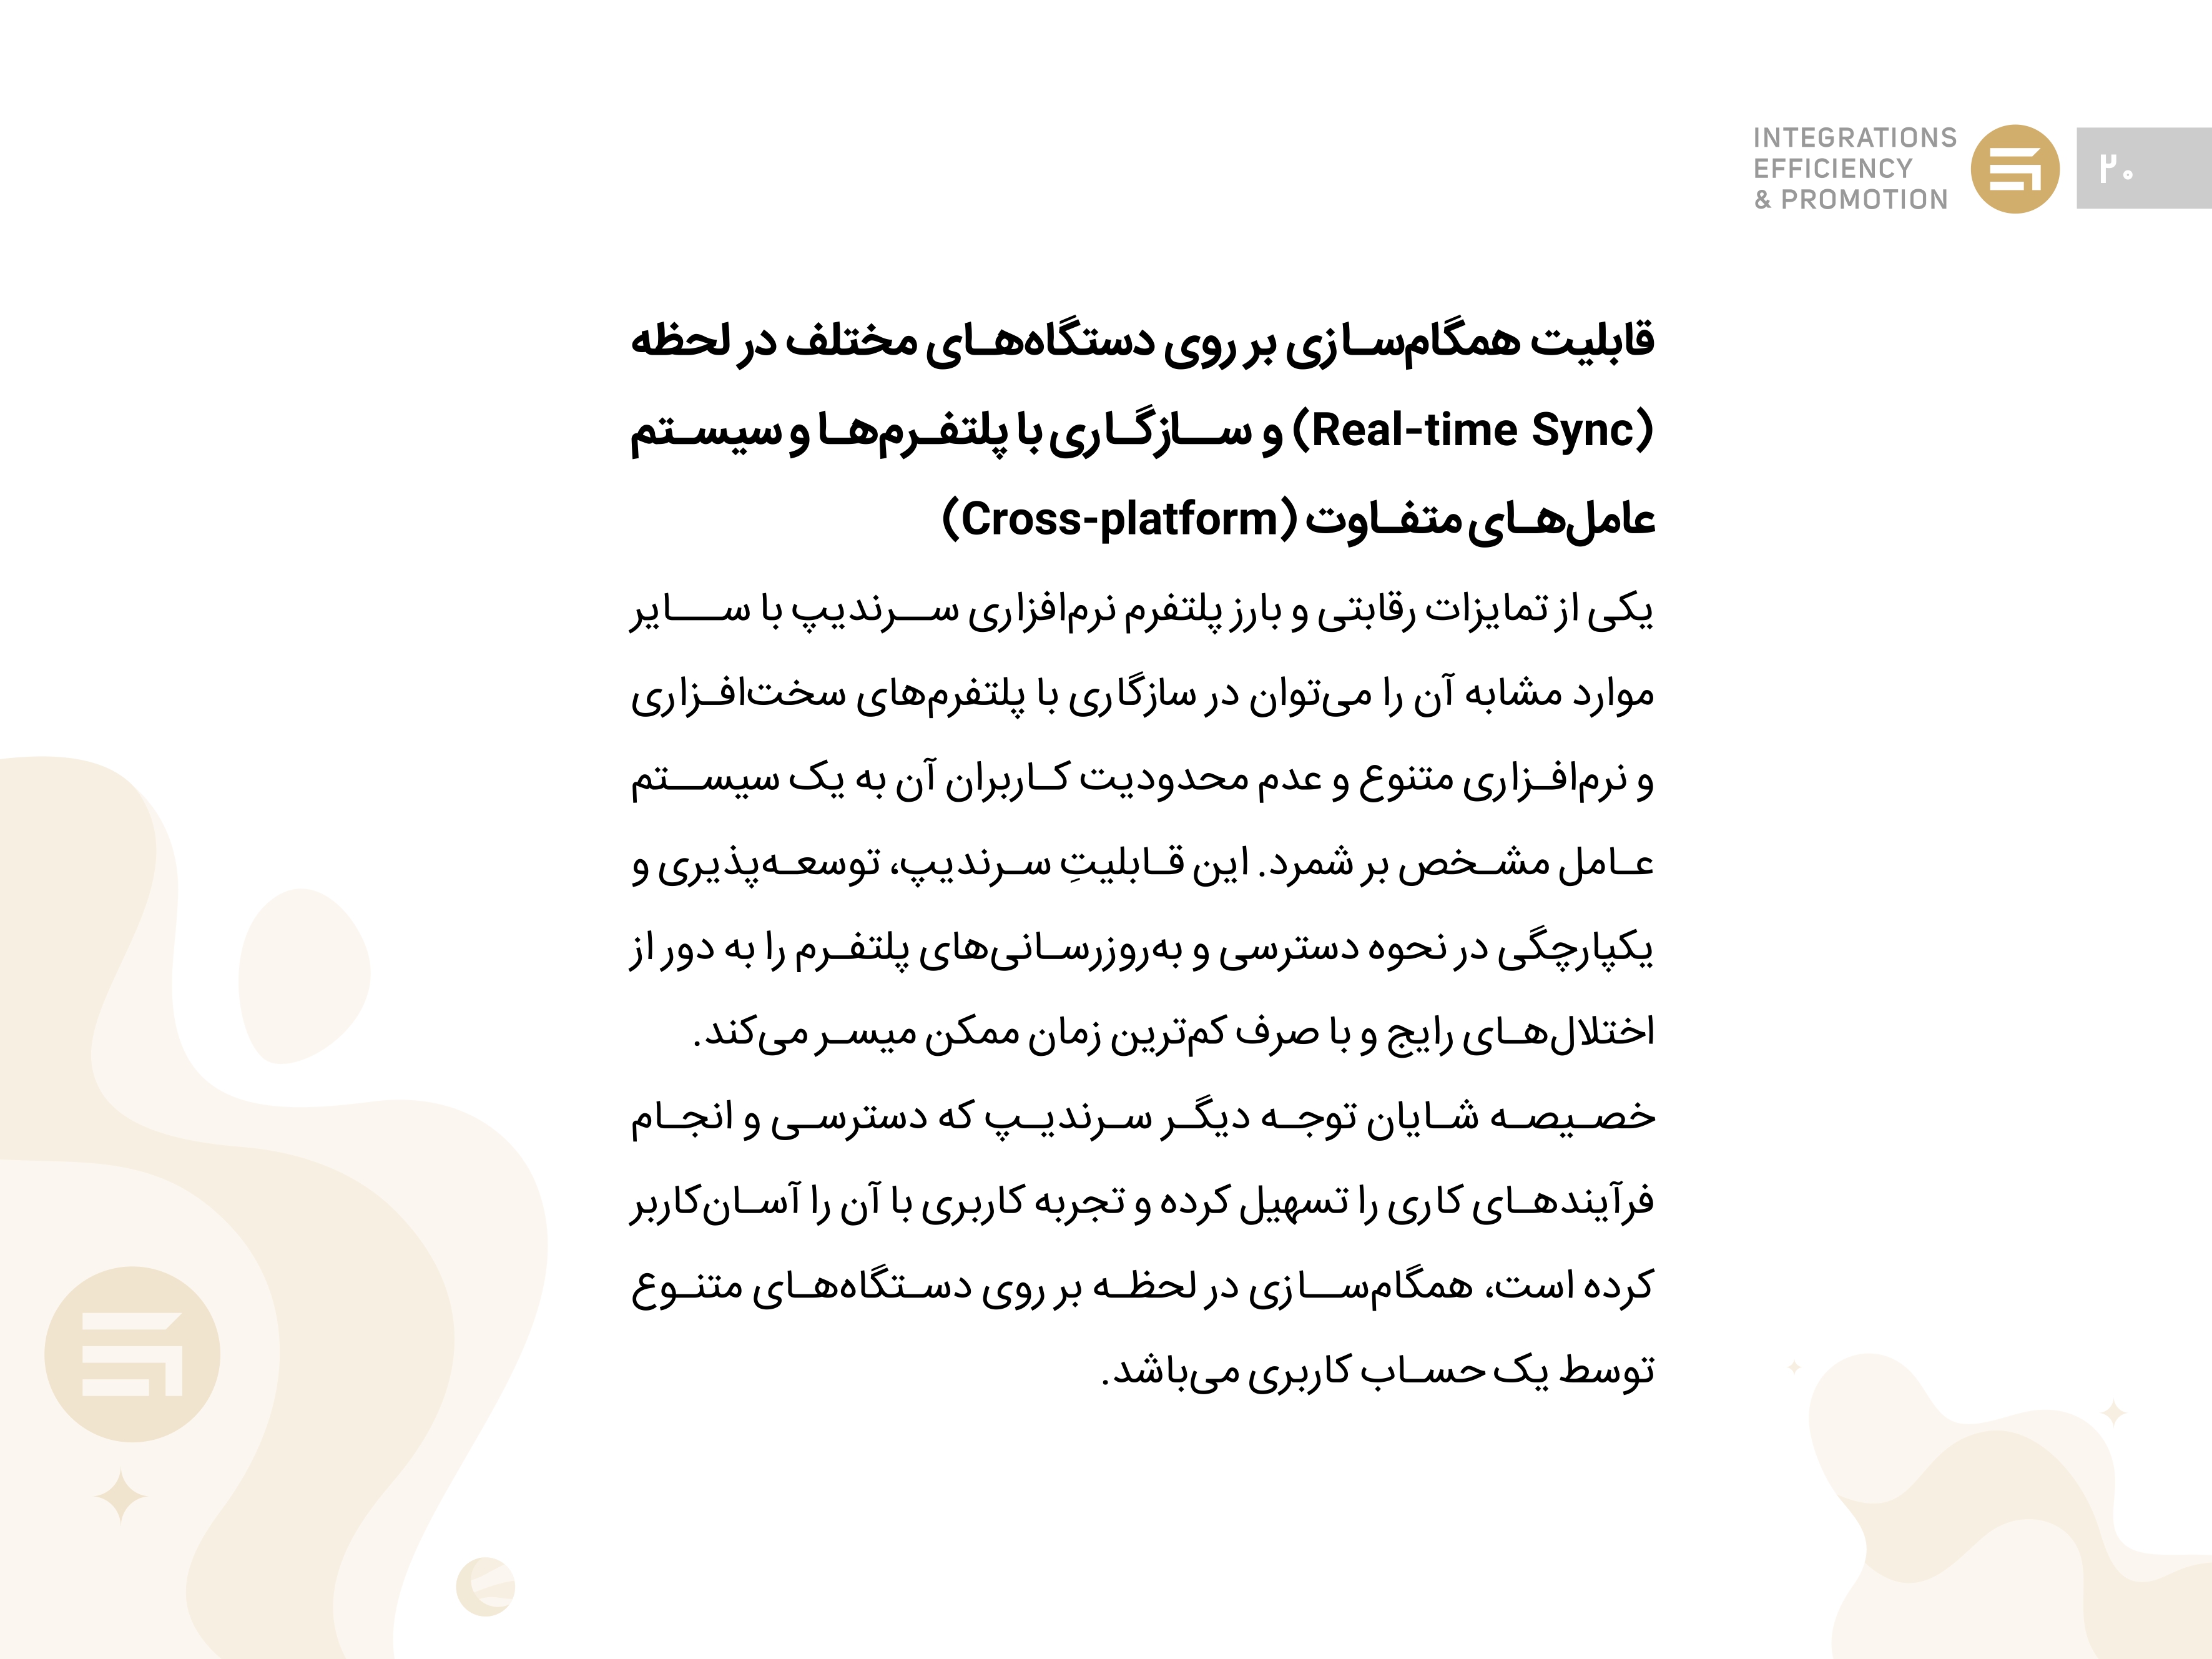 INTEGRATIONS
EFFICIENCY
& PROMOTION
۲۰
قابلیت همگام‌سازی بر روی دستگاه‌های مختلف در لحظه
(Real-time Sync) و سازگاری با پلتفرم‌ها و سیستم
عامل‌های متفاوت (Cross-platform)
یکی از تمایزات رقابتی و بارز پلتفرم نرم‌افزاری سرندیپ با سایر
موارد مشابه آن را می‌توان در سازگاری با پلتفرم‌های سخت‌افزاری
و نرم‌افزاری متنوع و عدم محدودیت کاربران آن به یک سیستم
عامل مشخص بر شمرد. این قابلیتِ سرندیپ، توسعه‌پذیری و
یکپارچگی در نحوه دسترسی و به‌روزرسانی‌های پلتفرم را به دور از
اختلال‌های رایج و با صرف کم‌ترین زمان ممکن میسر می‌کند.
خصیصه شایان توجه دیگر سرندیپ که دسترسی و انجام
فرآیندهای کاری را تسهیل کرده و تجربه کاربری با آن را آسان‌کاربر
کرده است، همگام‌سازی در لحظه بر روی دستگاه‌های متنوع
توسط یک حساب کاربری می‌باشد.